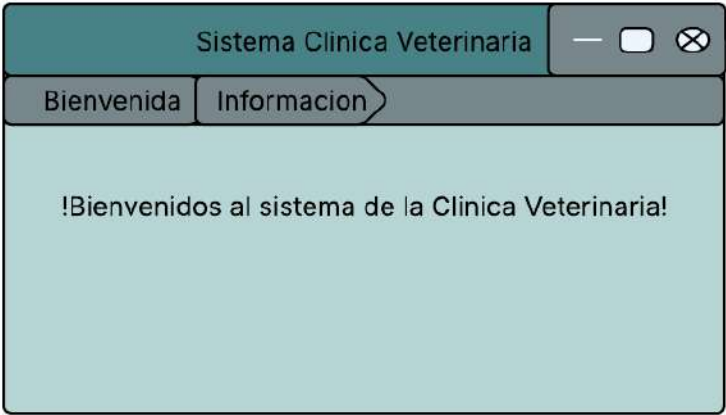 Sistema Clinica Veterinaria
Bienvenida Informacion
!Bienvenidos al sistema de la Clinica Veterinaria!